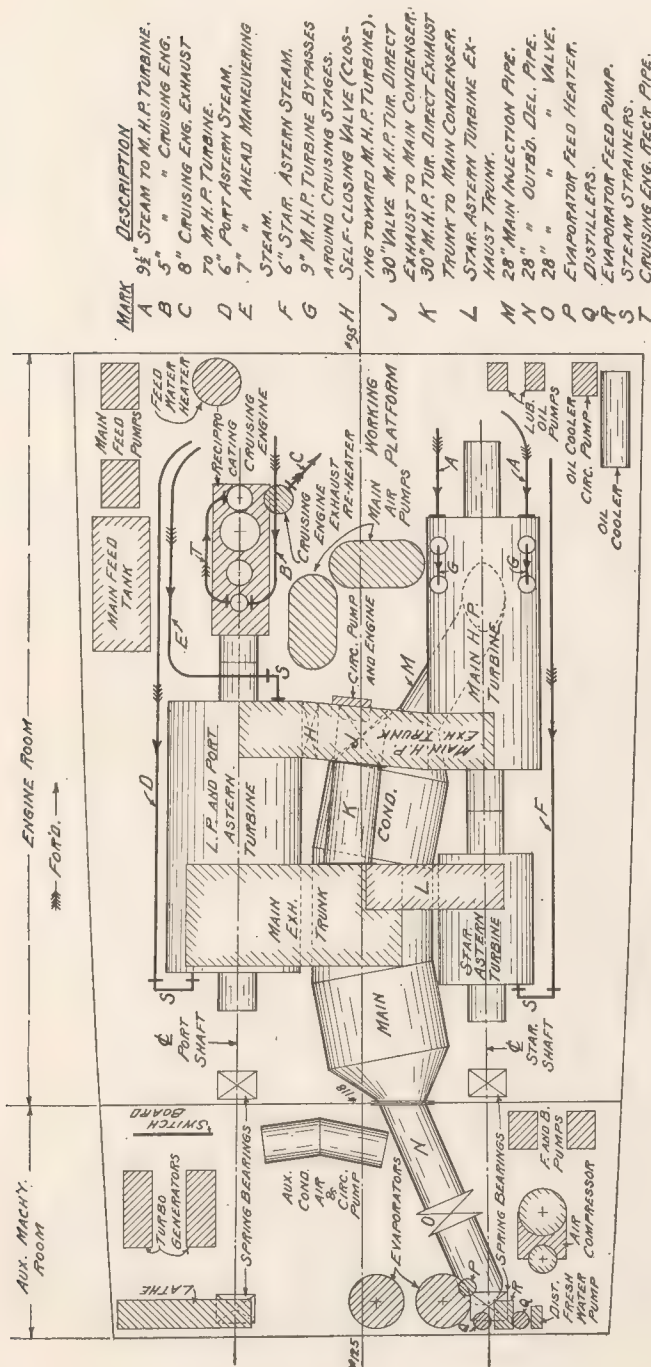 MARK DESCRIPTION
A 9½" STEAM TO M.H.P. TURBINE.
B 5" " " CRUISING ENG.
C 8" CRUISING ENG. EXHAUST
TO M.H.P. TURBINE.
D 6" PORT ASTERN STEAM.
E 7" " AHEAD MANEUVERING
STEAM.
F 6" STAR. ASTERN STEAM.
G 9" M.H.P. TURBINE BYPASSES
AROUND CRUISING STAGES.
H SELF-CLOSING VALVE (CLOS-
ING TOWARD M.H.P. TURBINE).
J 30" VALVE M.H.P. TUR. DIRECT
EXHAUST TO MAIN CONDENSER.
K 30" M.H.P. TUR. DIRECT EXHAUST
TRUNK TO MAIN CONDENSER.
L STAR. ASTERN TURBINE EX-
HAUST TRUNK.
M 28" MAIN INJECTION PIPE.
N 28" " OUTB'D. DEL. PIPE.
O 28" " " " VALVE.
P EVAPORATOR FEED HEATER.
Q DISTILLERS.
R EVAPORATOR FEED PUMP.
S STEAM STRAINERS.
T CRUISING ENG. REC'R PIPE.
AUX. MACH'Y.
ROOM
ENGINE ROOM
FOR'D.
LATHE
TURBO
GENERATORS
SWITCH
BOARD
SPRING BEARINGS
℄
PORT
SHAFT
S
D
L.P. AND PORT
ASTERN
TURBINE
E
S
MAIN FEED
TANK
MAIN
FEED
PUMPS
FEED
WATER
HEATER
RECIPRO-
CATING
CRUISING
ENGINE
T
B
C
CRUISING
ENGINE
EXHAUST
RE-HEATER
MAIN
AIR
PUMPS
WORKING
PLATFORM
#95
#118
#125
AUX.
COND.
AIR
&
CIRC.
PUMP
EVAPORATORS
MAIN
EXH.
TRUNK
H
J
K
L
M
N
O
MAIN
COND.
MAIN H.P.
EXH. TRUNK
CIRC. PUMP
AND ENGINE
MAIN H.P.
TURBINE
G
G
A
A
F
S
STAR.
ASTERN
TURBINE
℄
STAR.
SHAFT
SPRING BEARINGS
P
Q
R
Q
DIST.
FRESH
WATER
PUMP
AIR
COMPRESSOR
F. AND B.
PUMPS
LUB.
OIL
PUMPS
OIL COOLER
CIRC. PUMP
OIL
COOLER